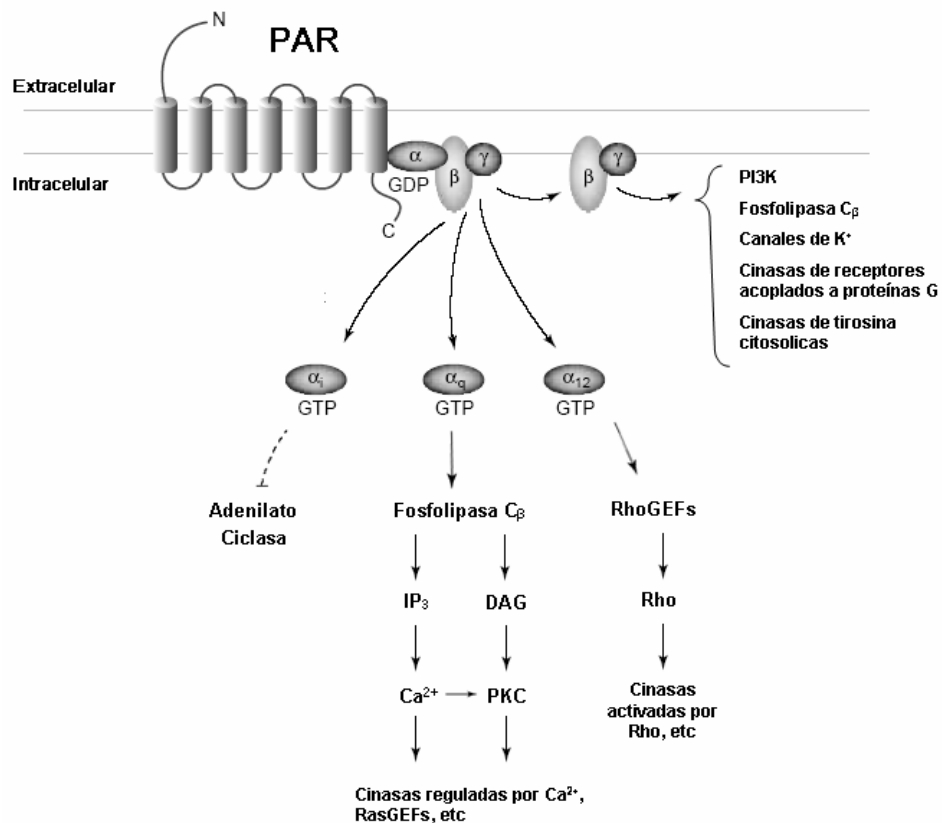 N
PAR
Extracelular
α
β
γ
β
γ
Intracelular
GDP
C
PI3K
Fosfolipasa Cβ
Canales de K⁺
Cinasas de receptores
acoplados a proteínas G
Cinasas de tirosina
citosolicas
αi
αq
α12
GTP
GTP
GTP
Adenilato
Ciclasa
Fosfolipasa Cβ
RhoGEFs
IP₃
DAG
Rho
Ca²⁺
PKC
Cinasas
activadas por
Rho, etc
Cinasas reguladas por Ca²⁺,
RasGEFs, etc